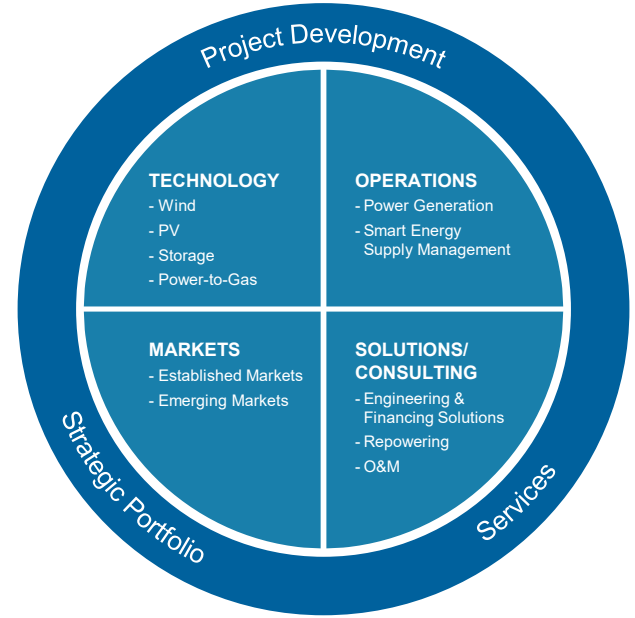 Project Development
TECHNOLOGY
- Wind
- PV
- Storage
- Power-to-Gas
OPERATIONS
- Power Generation
- Smart Energy
Supply Management
MARKETS
- Established Markets
- Emerging Markets
SOLUTIONS/
CONSULTING
- Engineering &
Financing Solutions
- Repowering
- O&M
Strategic Portfolio
Services